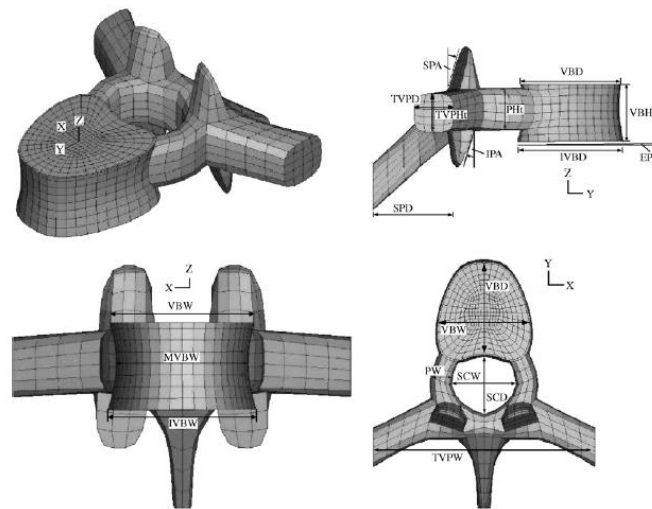 X
Z
Y
SPA
VBD
TVPD
TVPHt
PHt
VBH
IPA
IVBD
EP
Z
Y
SPD
Z
X
VBW
MVBW
IVBW
Y
X
VBD
VBW
PW
SCW
SCD
TVPW